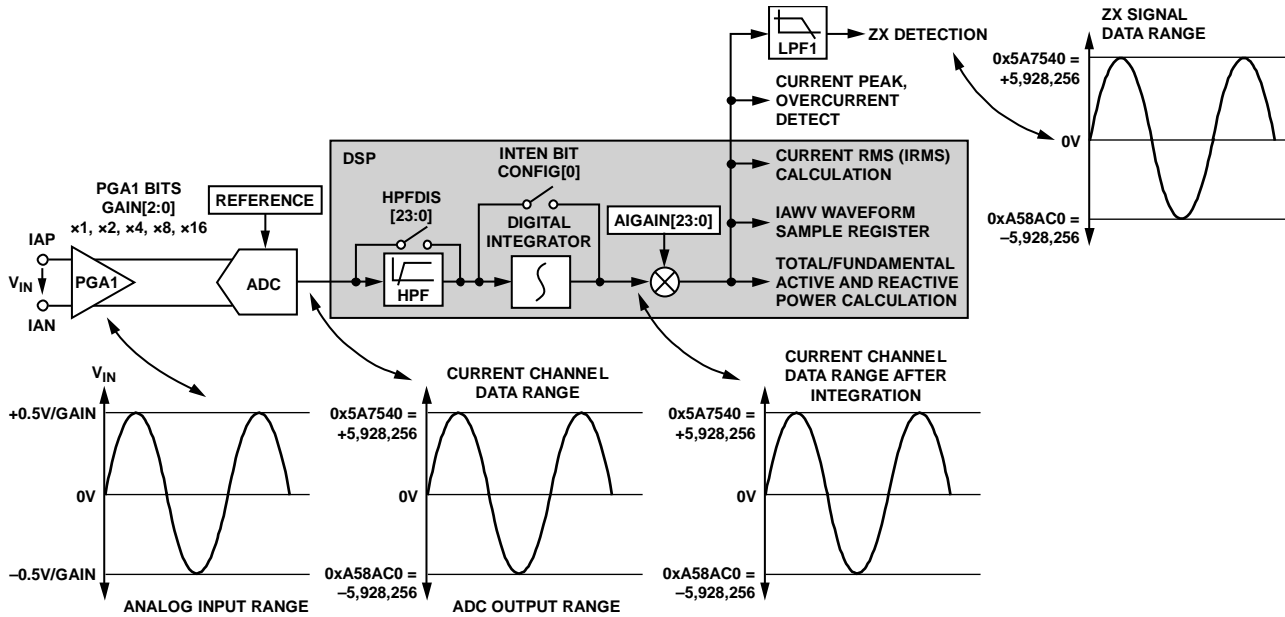 ZX SIGNAL
DATA RANGE
LPF1
ZX DETECTION
0x5A7540 =
+5,928,256
0V
0xA58AC0 =
–5,928,256
CURRENT PEAK,
OVERCURRENT
DETECT
DSP
INTEN BIT
CONFIG[0]
CURRENT RMS (IRMS)
CALCULATION
PGA1 BITS
GAIN[2:0]
×1, ×2, ×4, ×8, ×16
REFERENCE
HPFDIS
[23:0]
DIGITAL
INTEGRATOR
AIGAIN[23:0]
IAWV WAVEFORM
SAMPLE REGISTER
IAP
VIN
IAN
PGA1
ADC
HPF
TOTAL/FUNDAMENTAL
ACTIVE AND REACTIVE
POWER CALCULATION
VIN
+0.5V/GAIN
0V
–0.5V/GAIN
ANALOG INPUT RANGE
CURRENT CHANNEL
DATA RANGE
0x5A7540 =
+5,928,256
0V
0xA58AC0 =
–5,928,256
ADC OUTPUT RANGE
CURRENT CHANNEL
DATA RANGE AFTER
INTEGRATION
0x5A7540 =
+5,928,256
0V
0xA58AC0 =
–5,928,256